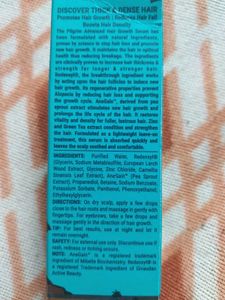 DISCOVER THICK & DENSE HAIR
Promotes Hair Growth | Reduces Hair Fall
Boosts Hair Density
The Pilgrim Advanced Hair Growth Serum has
been formulated with natural ingredients,
proven by science to stop hair loss and promote
new hair growth. It maintains the hair in optimal
health thus reducing breakage. The ingredients
are clinically proven to increase hair thickness &
strength for longer & stronger hair.
Redensyl®, the breakthrough ingredient works
by acting upon the hair follicles to induce new
hair growth, its regenerative properties prevent
Alopecia by reducing hair loss and supporting
the growth cycle. AnaGain™, derived from pea
sprout extract stimulates new hair growth and
prolongs the life cycle of the hair. It restores
vitality and density for fuller, lustrous hair. Zinc
and Green Tea extract condition and strengthen
the hair. Formulated as a lightweight leave-on
treatment, this serum is absorbed quickly and
leaves the scalp soothed and comfortable.
INGREDIENTS: Purified Water, Redensyl®
(Glycerin, Sodium Metabisulfite, European Larch
Wood Extract, Glycine, Zinc Chloride, Camellia
Sinensis Leaf Extract), AnaGain™ (Pea Sprout
Extract), Propanediol, Betaine, Sodium Benzoate,
Potassium Sorbate, Panthenol, Phenoxyethanol,
Ethylhexylglycerin.
DIRECTIONS: On dry scalp, apply a few drops
close to the hair roots and massage in gently with
fingertips. For eyebrows, take a few drops and
massage gently in the direction of hair growth.
TIP: For best results, use at night and let it
remain overnight.
SAFETY: For external use only. Discontinue use if
rash, redness or itching occurs.
NOTE: AnaGain™ is a registered trademark
ingredient of Mibelle Biochemistry Redensyl® is
a registered Trademark ingredient of Givaudan
Active Beauty.